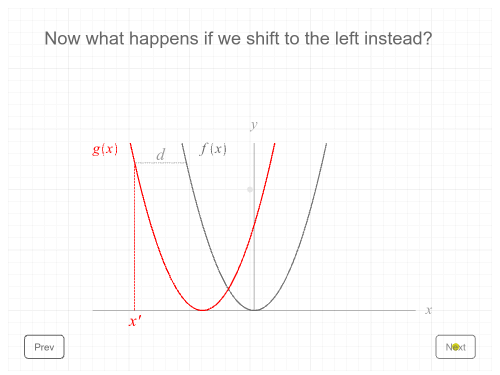 Now what happens if we shift to the left instead?
y
g(x)
d
f(x)
x
x'
Prev
Next